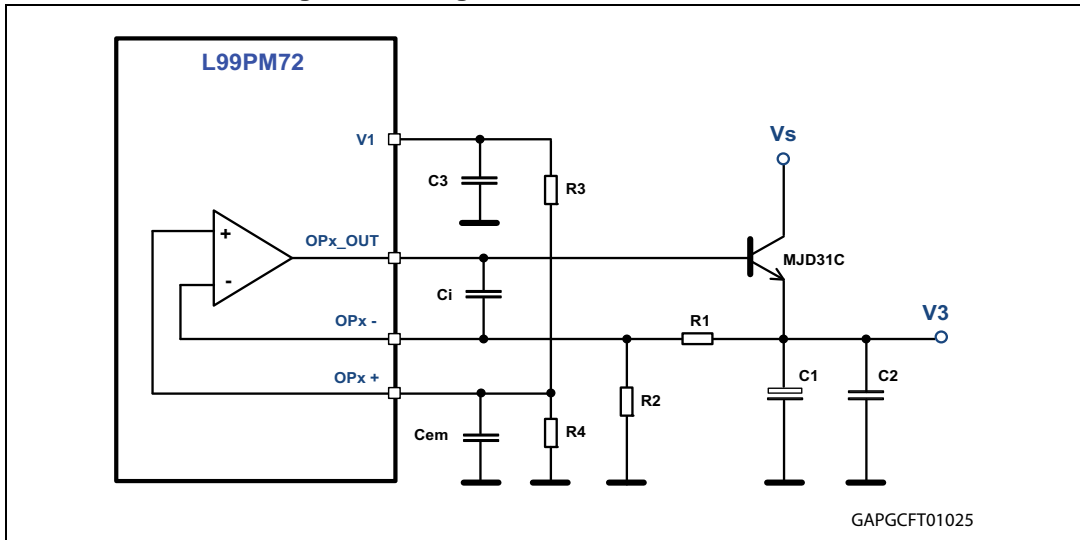 L99PM72
V1
C3
R3
Vs
OPx_OUT
MJD31C
+
-
Ci
OPx -
R1
V3
OPx +
R2
C1
C2
Cem
R4
GAPGCFT01025